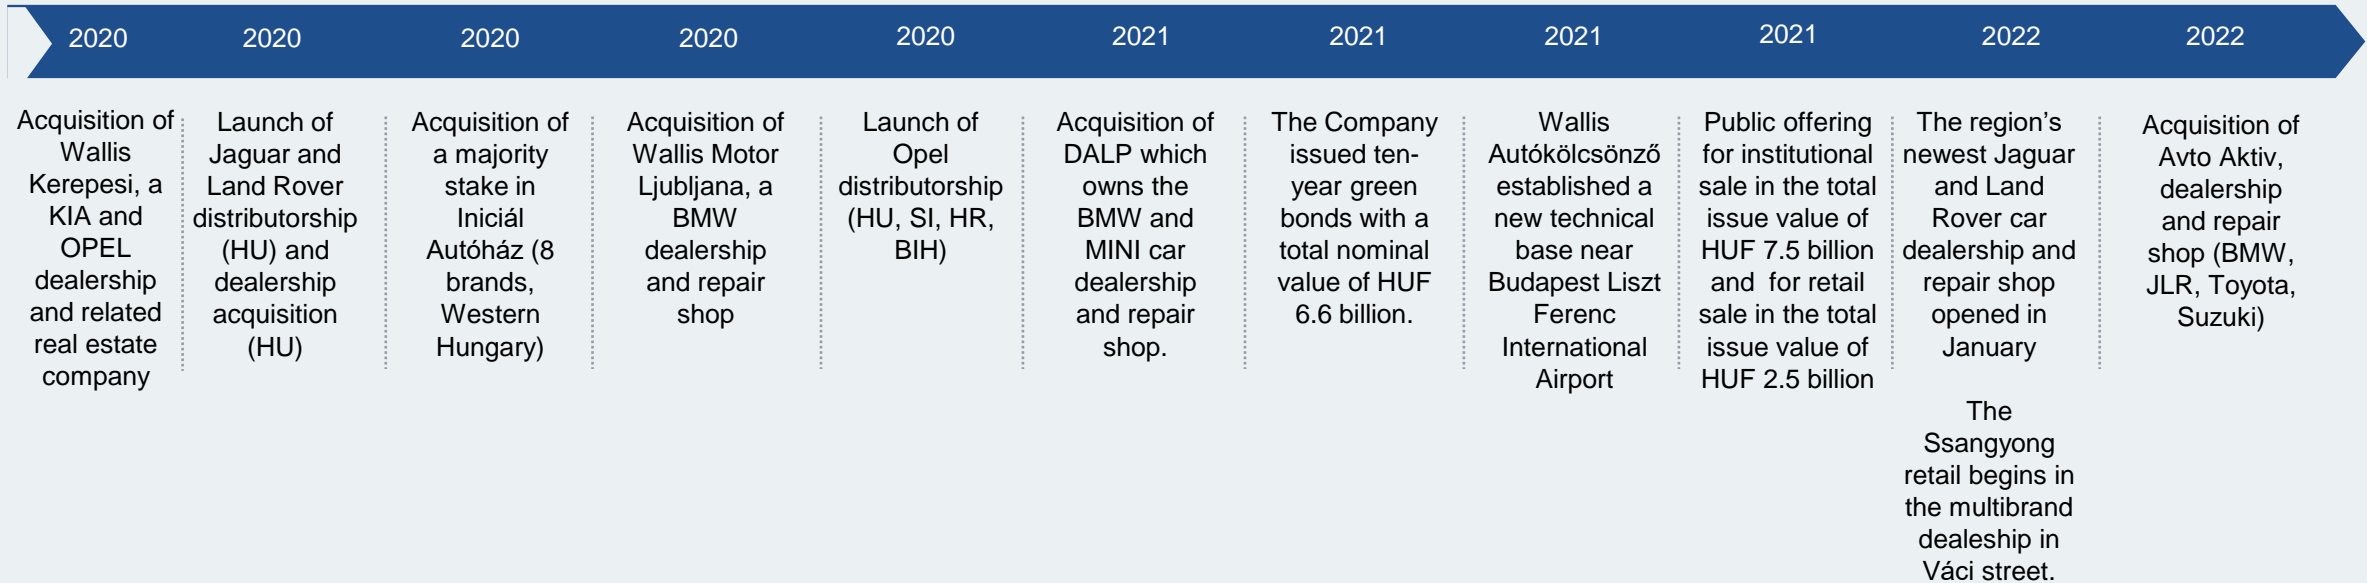 2020
2020
2020
2020
2020
2021
2021
2021
2021
2022
2022
Acquisition of
Wallis
Kerepesi, a
KIA and
OPEL
dealership
and related
real estate
company
Launch of
Jaguar and
Land Rover
distributorship
(HU) and
dealership
acquisition
(HU)
Acquisition of
a majority
stake in
Iniciál
Autóház (8
brands,
Western
Hungary)
Acquisition of
Wallis Motor
Ljubljana, a
BMW
dealership
and repair
shop
Launch of
Opel
distributorship
(HU, SI, HR,
BIH)
Acquisition of
DALP which
owns the
BMW and
MINI car
dealership
and repair
shop.
The Company
issued ten-
year green
bonds with a
total nominal
value of HUF
6.6 billion.
Wallis
Autókölcsönző
established a
new technical
base near
Budapest Liszt
Ferenc
International
Airport
Public offering
for institutional
sale in the total
issue value of
HUF 7.5 billion
and for retail
sale in the total
issue value of
HUF 2.5 billion
The region's
newest Jaguar
and Land
Rover car
dealership and
repair shop
opened in
January
The
Ssangyong
retail begins in
the multibrand
dealeship in
Váci street.
Acquisition of
Avto Aktiv,
dealership
and repair
shop (BMW,
JLR, Toyota,
Suzuki)